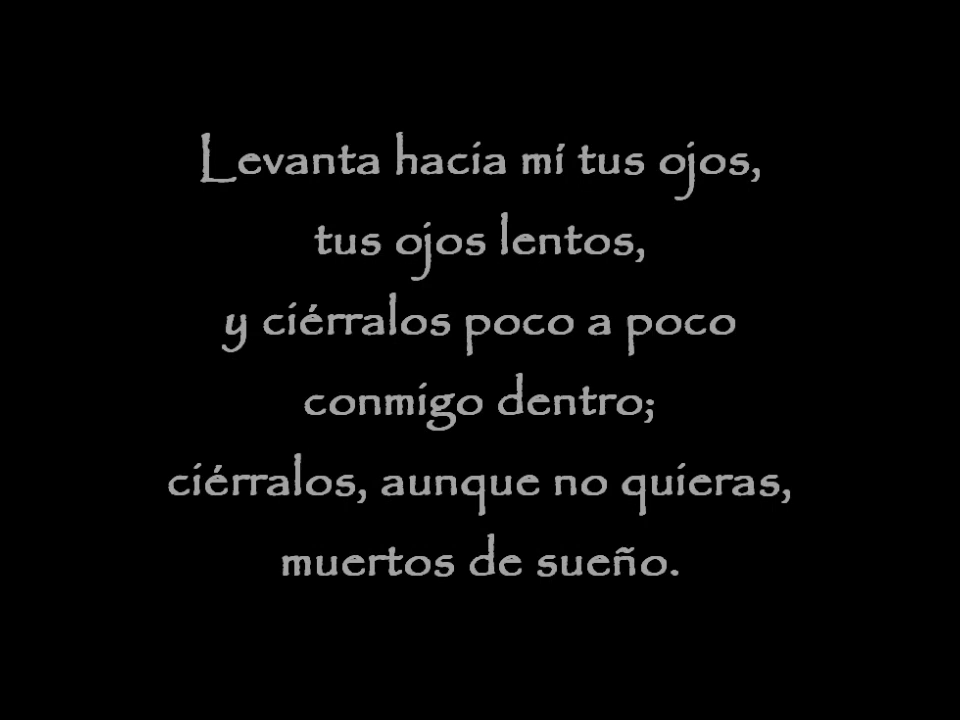 Levanta hacia mí tus ojos,
tus ojos lentos,
y ciérralos poco a poco
conmigo dentro;
ciérralos, aunque no quieras,
muertos de sueño.